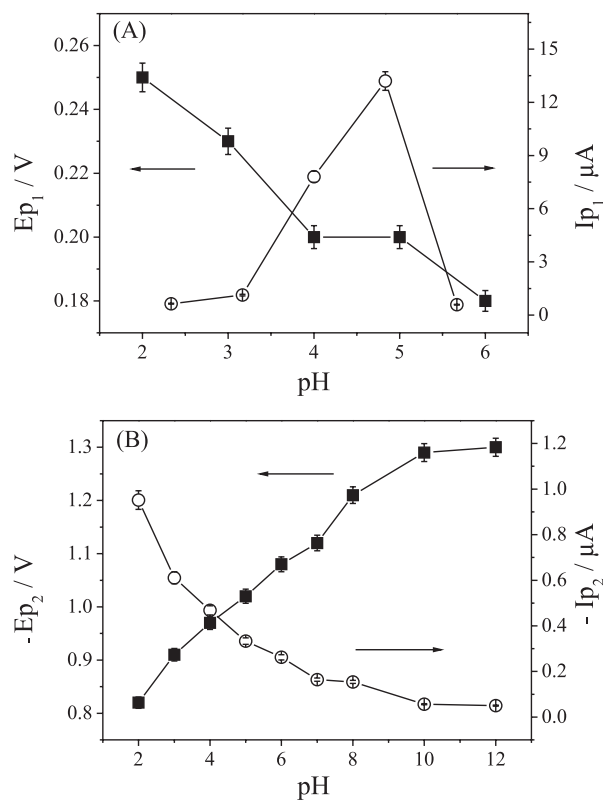 (A)
0.26
0.24
0.22
0.20
0.18
Ep₁ / V
15
12
9
6
3
0
Ip₁ / μA
2 3 4 5 6
pH
(B)
1.3
1.2
1.1
1.0
0.9
0.8
- Ep₂ / V
1.2
1.0
0.8
0.6
0.4
0.2
0.0
- Ip₂ / μA
2 4 6 8 10 12
pH